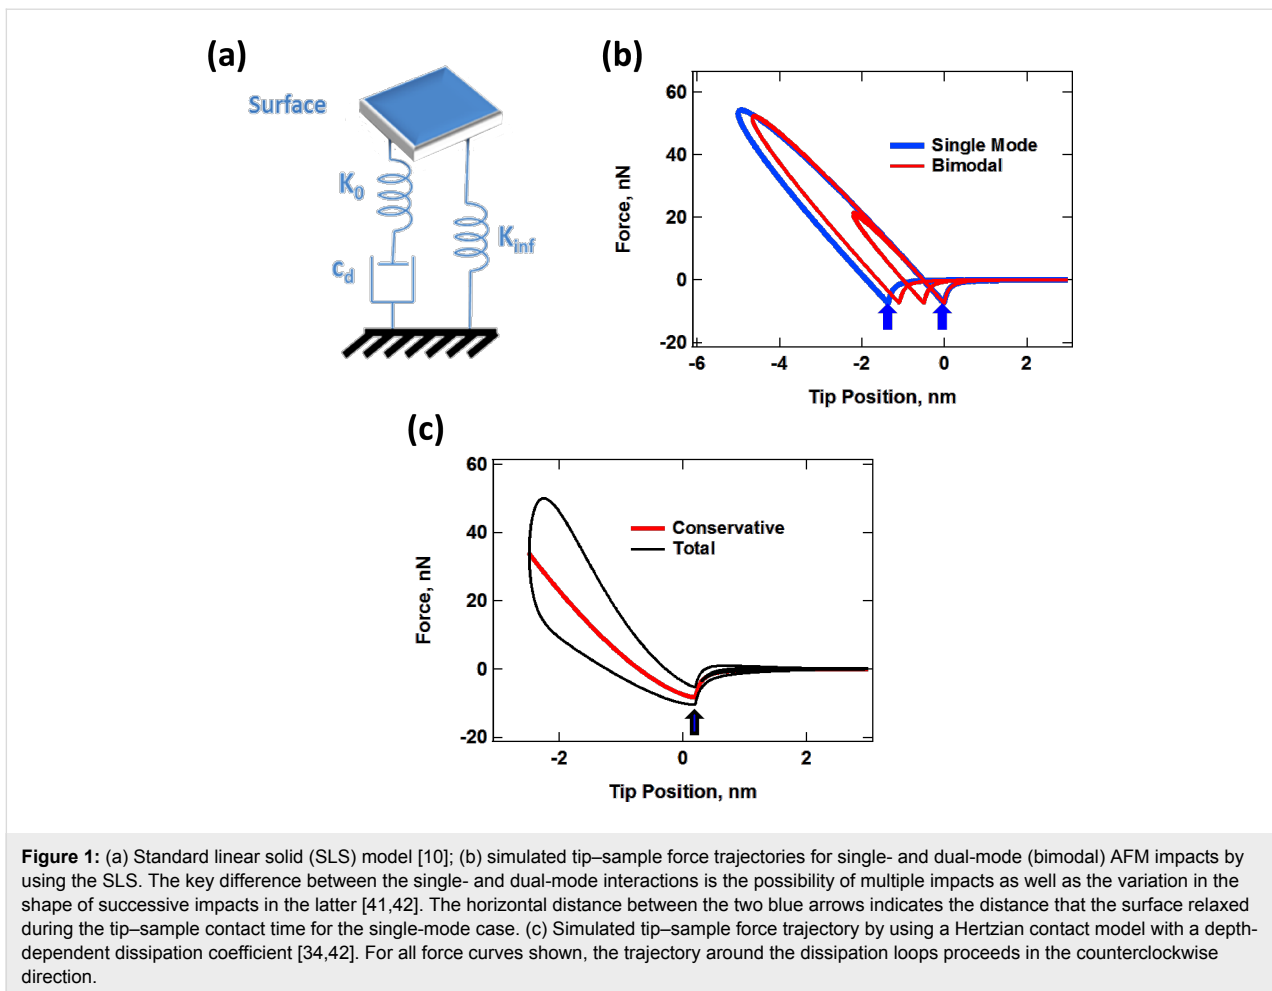 (a)
Surface
K0
cd
Kinf
(b)
60
40
20
0
-20
Force, nN
Single Mode
Bimodal
-6 -4 -2 0 2
Tip Position, nm
(c)
60
40
20
0
-20
Force, nN
Conservative
Total
-2 0 2
Tip Position, nm
Figure 1: (a) Standard linear solid (SLS) model [10]; (b) simulated tip–sample force trajectories for single- and dual-mode (bimodal) AFM impacts by
using the SLS. The key difference between the single- and dual-mode interactions is the possibility of multiple impacts as well as the variation in the
shape of successive impacts in the latter [41,42]. The horizontal distance between the two blue arrows indicates the distance that the surface relaxed
during the tip–sample contact time for the single-mode case. (c) Simulated tip–sample force trajectory by using a Hertzian contact model with a depth-
dependent dissipation coefficient [34,42]. For all force curves shown, the trajectory around the dissipation loops proceeds in the counterclockwise
direction.